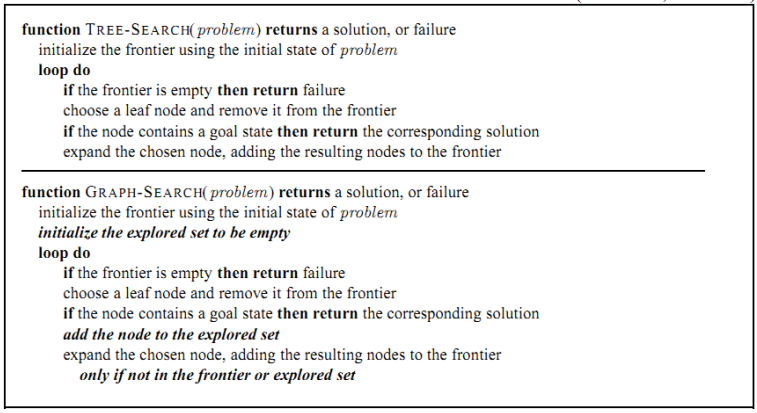 function TREE-SEARCH(problem) returns a solution, or failure
initialize the frontier using the initial state of problem
loop do
if the frontier is empty then return failure
choose a leaf node and remove it from the frontier
if the node contains a goal state then return the corresponding solution
expand the chosen node, adding the resulting nodes to the frontier
function GRAPH-SEARCH(problem) returns a solution, or failure
initialize the frontier using the initial state of problem
initialize the explored set to be empty
loop do
if the frontier is empty then return failure
choose a leaf node and remove it from the frontier
if the node contains a goal state then return the corresponding solution
add the node to the explored set
expand the chosen node, adding the resulting nodes to the frontier
only if not in the frontier or explored set